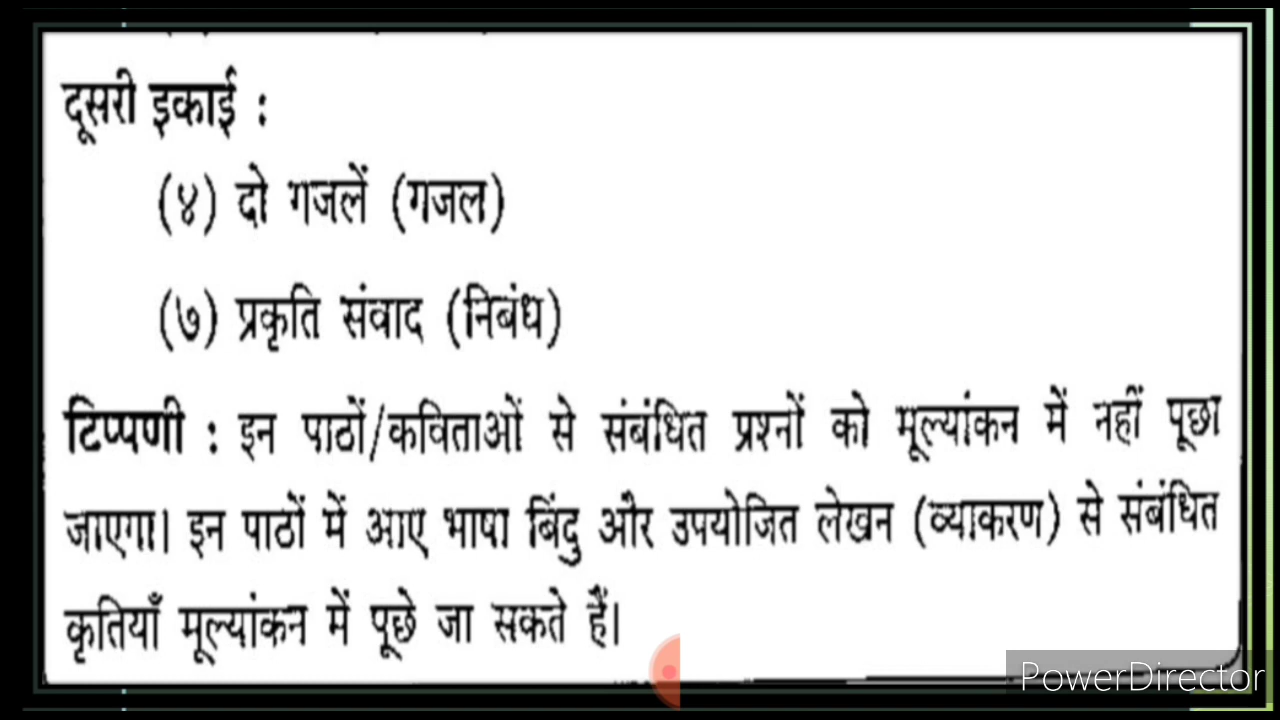 दूसरी इकाई :
(४) दो गजलें (गजल)
(७) प्रकृति संवाद (निबंध)
टिप्पणी : इन पाठों/कविताओं से संबंधित प्रश्नों को मूल्यांकन में नहीं पूछा
जाएगा। इन पाठों में आए भाषा बिंदु और उपयोजित लेखन (व्याकरण) से संबंधित
कृतियाँ मूल्यांकन में पूछे जा सकते हैं।
PowerDirector